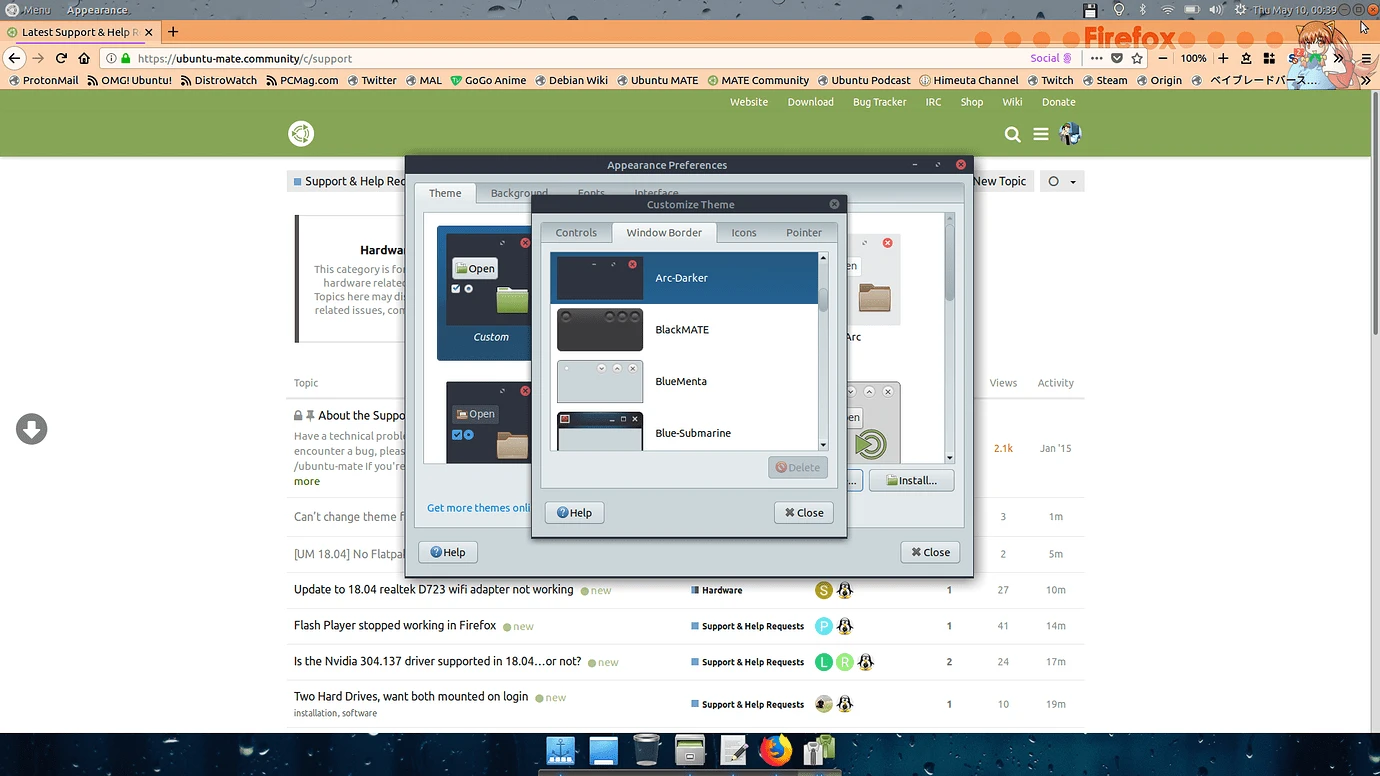 Menu Appearance Thu May 10, 00:39
Latest Support & Help R
Firefox
https://ubuntu-mate.community/c/support Social 100%
ProtonMail OMG! Ubuntu! DistroWatch PCMag.com Twitter MAL GoGo Anime Debian Wiki Ubuntu MATE MATE Community Ubuntu Podcast Himeuta Channel Twitch Steam Origin ベイブレードバース...
Website Download Bug Tracker IRC Shop Wiki Donate
Appearance Preferences
Support & Help Rec New Topic
Theme Background Fonts Interface
Customize Theme
Controls Window Border Icons Pointer
Hardwa
This category is for
hardware related
Topics here may dis
related issues, con
Open
Custom
Arc
Arc-Darker
BlackMATE
BlueMenta
Blue-Submarine
Topic Views Activity
Open
About the Suppo
Have a technical proble
encounter a bug, pleas
/ubuntu-mate If you're
more
2.1k Jan '15
Delete
... Install...
Get more themes onli
Help Close
Can't change theme f 3 1m
Help Close
[UM 18.04] No Flatpa 2 5m
Update to 18.04 realtek D723 wifi adapter not working new Hardware S 1 27 10m
Flash Player stopped working in Firefox new Support & Help Requests P 1 41 14m
Is the Nvidia 304.137 driver supported in 18.04…or not? new Support & Help Requests L R 2 24 17m
Two Hard Drives, want both mounted on login new Support & Help Requests 1 10 19m
installation, software